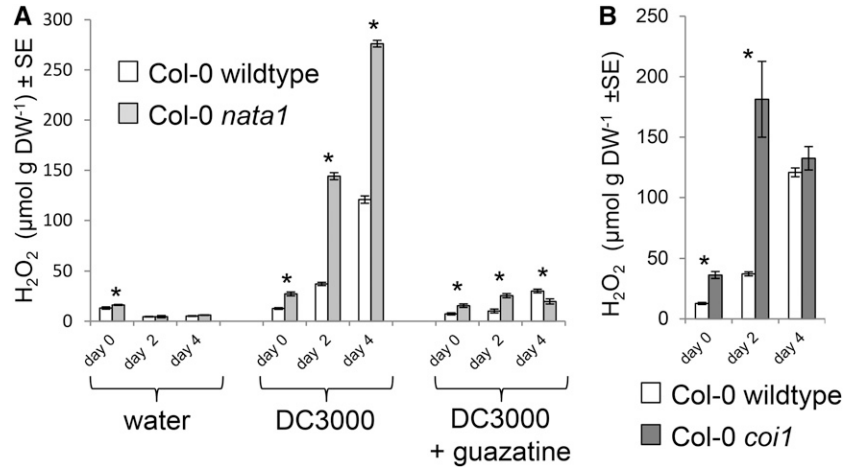 A
H₂O₂ (μmol g DW⁻¹) ± SE
300
250
200
150
100
50
0
Col-0 wildtype
Col-0 nata1
*
*
*
*
*
*
*
day 0
day 2
day 4
day 0
day 2
day 4
day 0
day 2
day 4
water
DC3000
DC3000
+ guazatine
B
H₂O₂ (μmol g DW⁻¹ ±SE)
250
200
150
100
50
0
*
*
day 0
day 2
day 4
Col-0 wildtype
Col-0 coi1